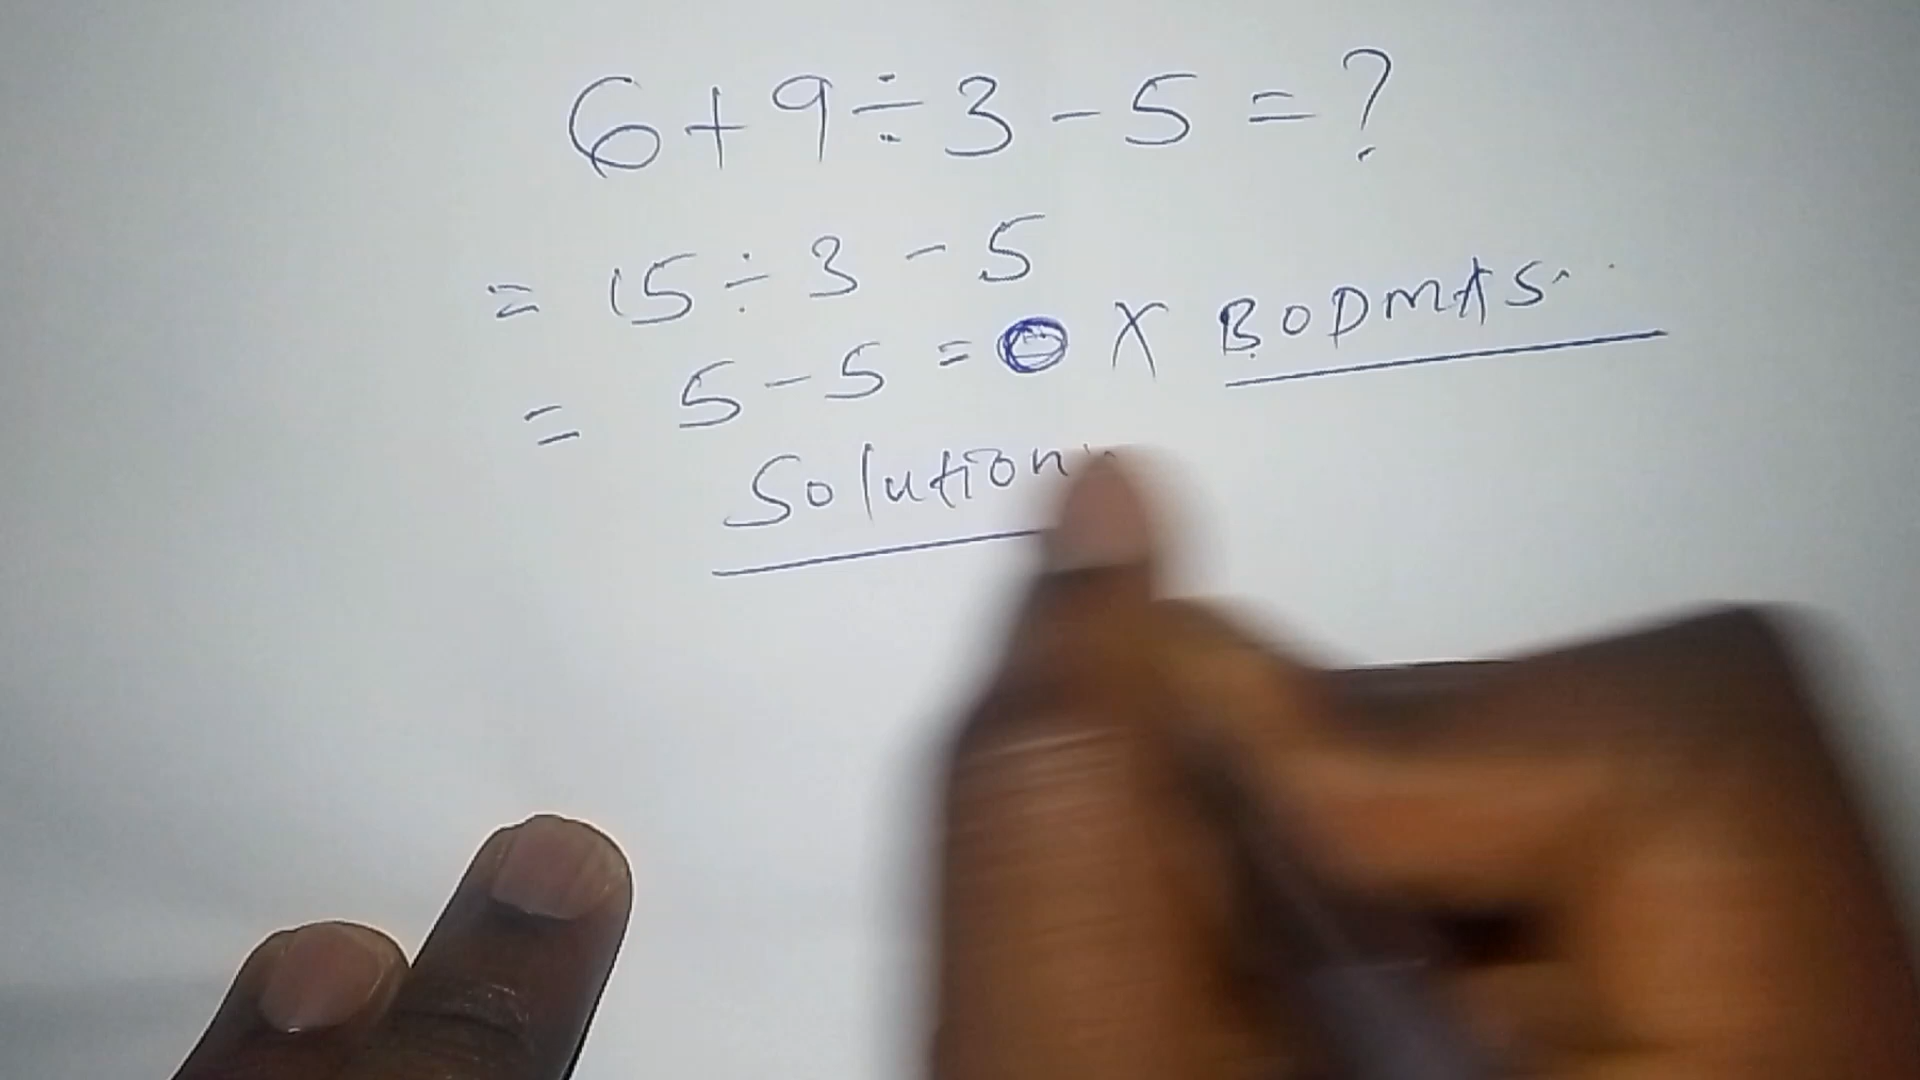 6+9÷3-5=?
= 15÷3-5
= 5-5=0 X BODMAS.
Solution